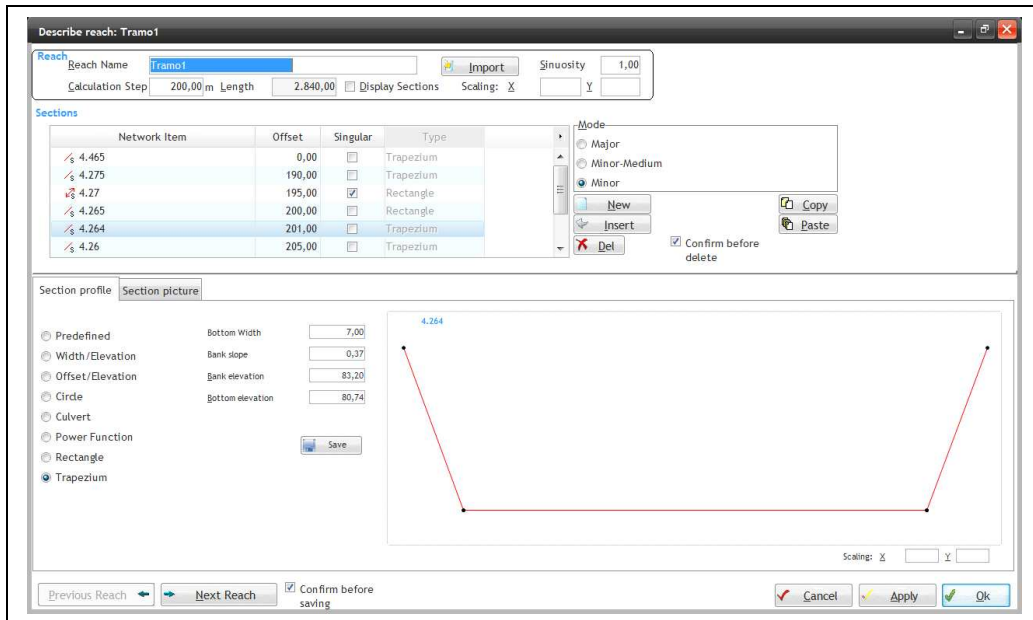 Describe reach: Tramo1
Reach
Reach Name Tramo1 Import Sinuosity 1,00
Calculation Step 200,00 m Length 2.840,00 Display Sections Scaling: X Y
Sections
Network Item Offset Singular Type
4.465 0,00 Trapezium
4.275 190,00 Trapezium
4.27 195,00 Rectangle
4.265 200,00 Rectangle
4.264 201,00 Trapezium
4.26 205,00 Trapezium
Mode
Major
Minor-Medium
Minor
New Copy
Insert Paste
Del Confirm before
delete
Section profile Section picture
Predefined
Width/Elevation
Offset/Elevation
Circle
Culvert
Power Function
Rectangle
Trapezium
Bottom Width 7,00
Bank slope 0,37
Bank elevation 83,20
Bottom elevation 80,74
Save
4.264
Scaling: X Y
Previous Reach Next Reach Confirm before
saving
Cancel Apply Ok